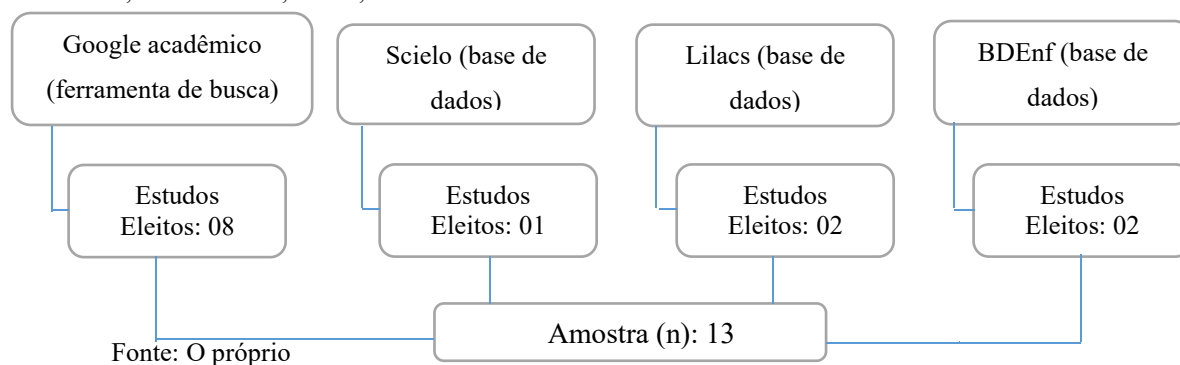 Google acadêmico
(ferramenta de busca)
Scielo (base de
dados)
Lilacs (base de
dados)
BDEnf (base de
dados)
Estudos
Eleitos: 08
Estudos
Eleitos: 01
Estudos
Eleitos: 02
Estudos
Eleitos: 02
Amostra (n): 13
Fonte: O próprio